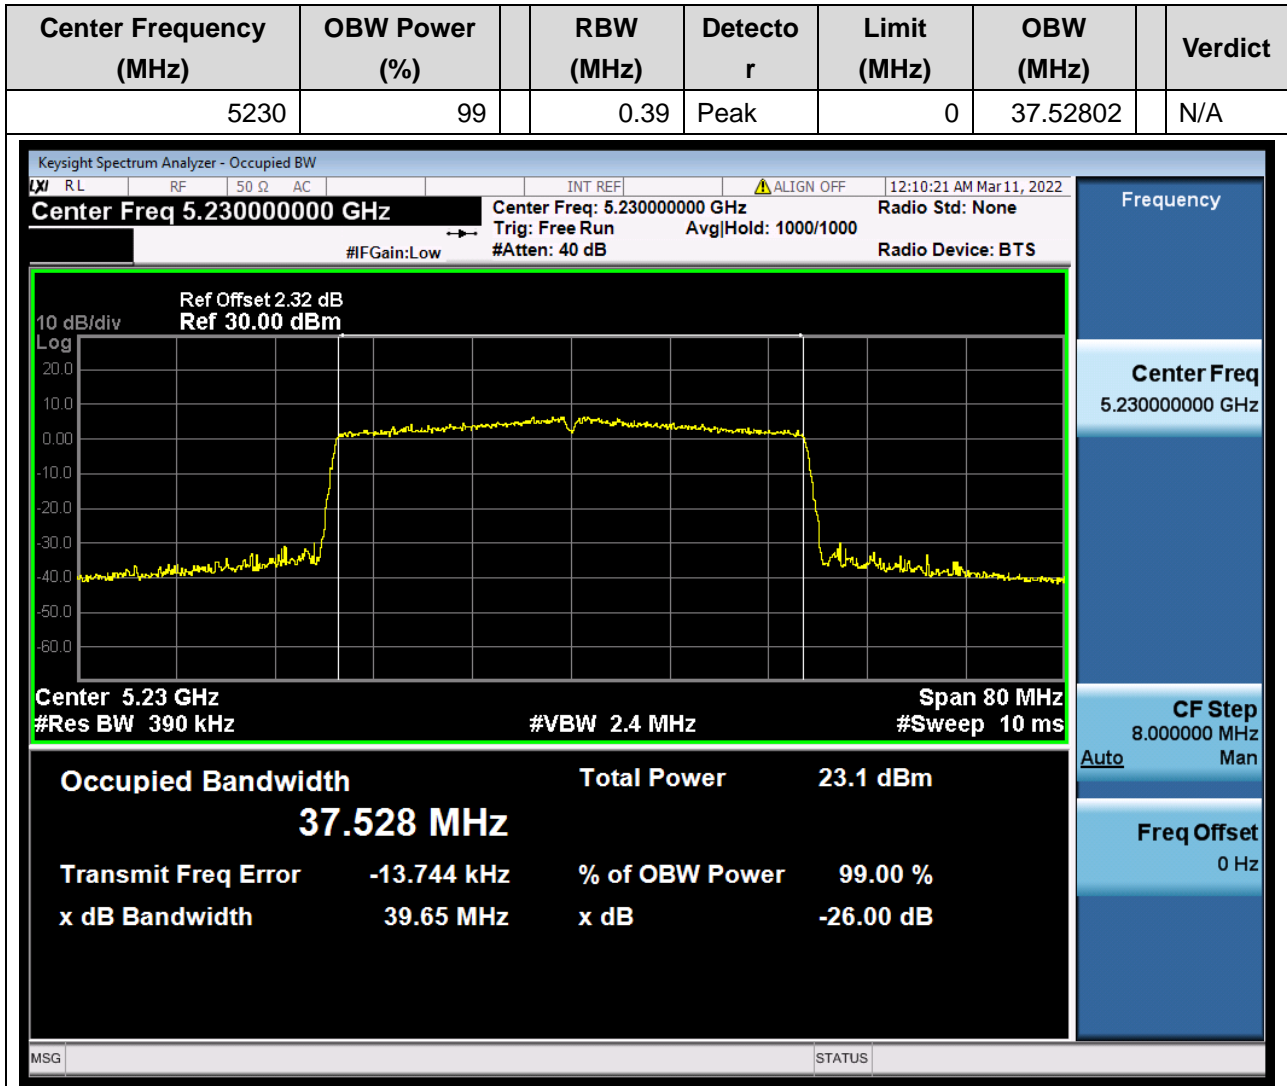 Center Frequency (MHz) OBW Power (%) RBW (MHz) Detector Limit (MHz) OBW (MHz) Verdict
5230 99 0.39 Peak 0 37.52802 N/A
Keysight Spectrum Analyzer - Occupied BW
LXI RL RF 50 Ω AC INT REF ALIGN OFF 12:10:21 AM Mar 11, 2022
Center Freq 5.230000000 GHz
Center Freq: 5.230000000 GHz
Radio Std: None
Trig: Free Run Avg|Hold: 1000/1000
#IFGain:Low
#Atten: 40 dB
Radio Device: BTS
Ref Offset 2.32 dB
10 dB/div Ref 30.00 dBm
Log
20.0
10.0
0.00
-10.0
-20.0
-30.0
-40.0
-50.0
-60.0
Center 5.23 GHz Span 80 MHz
#Res BW 390 kHz #VBW 2.4 MHz #Sweep 10 ms
Occupied Bandwidth Total Power 23.1 dBm
37.528 MHz
Transmit Freq Error -13.744 kHz % of OBW Power 99.00 %
x dB Bandwidth 39.65 MHz x dB -26.00 dB
MSG STATUS
Frequency
Center Freq
5.230000000 GHz
CF Step
8.000000 MHz
Auto Man
Freq Offset
0 Hz